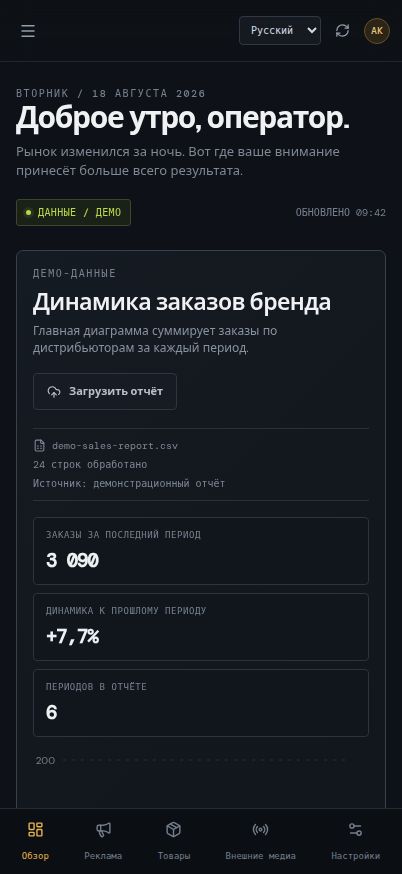 Русский
АК
ВТОРНИК / 18 АВГУСТА 2026
Доброе утро, оператор.
Рынок изменился за ночь. Вот где ваше внимание
принесёт больше всего результата.
ДАННЫЕ / ДЕМО
ОБНОВЛЕНО 09:42
ДЕМО-ДАННЫЕ
Динамика заказов бренда
Главная диаграмма суммирует заказы по
дистрибьюторам за каждый период.
Загрузить отчёт
demo-sales-report.csv
24 строк обработано
Источник: демонстрационный отчёт
ЗАКАЗЫ ЗА ПОСЛЕДНИЙ ПЕРИОД
3 090
ДИНАМИКА К ПРОШЛОМУ ПЕРИОДУ
+7,7%
ПЕРИОДОВ В ОТЧЁТЕ
6
200
Обзор
Реклама
Товары
Внешние медиа
Настройки